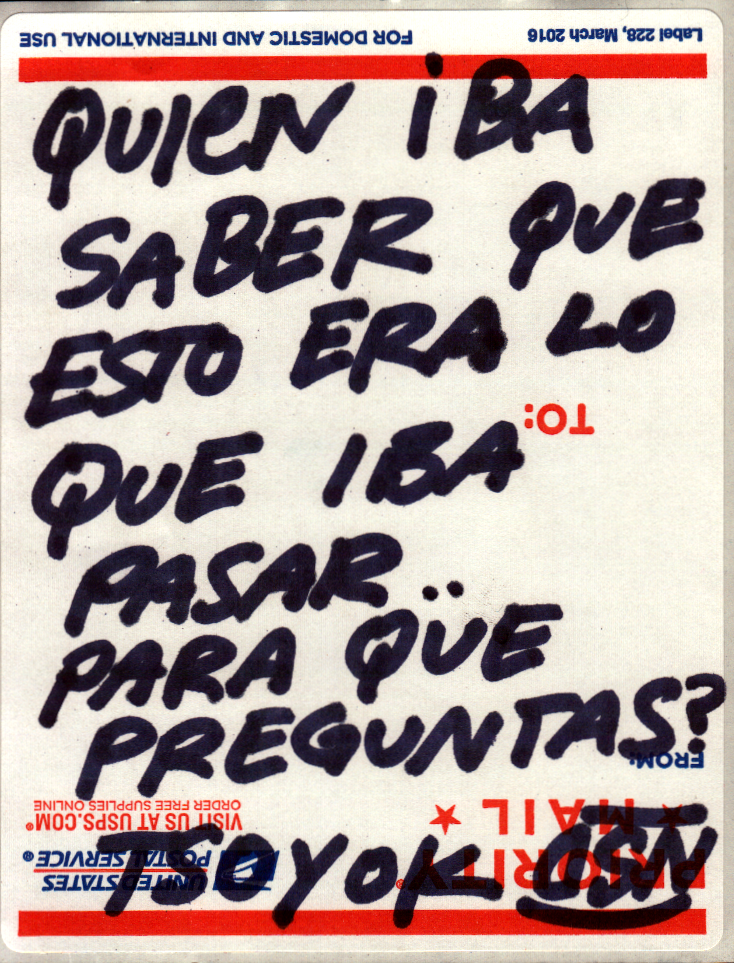 Label 228, March 2016 FOR DOMESTIC AND INTERNATIONAL USE
QUIEN iBA
SABER QUE
ESTO ERA LO
TO:
QUE IBA
PASAR
PARA QÜE
PREGUNTAS?
FROM:
VISIT US AT USPS.COM®
ORDER FREE SUPPLIES ONLINE
★ MAIL ★
PRIORITY®
UNITED STATES
POSTAL SERVICE®
TSOYOK